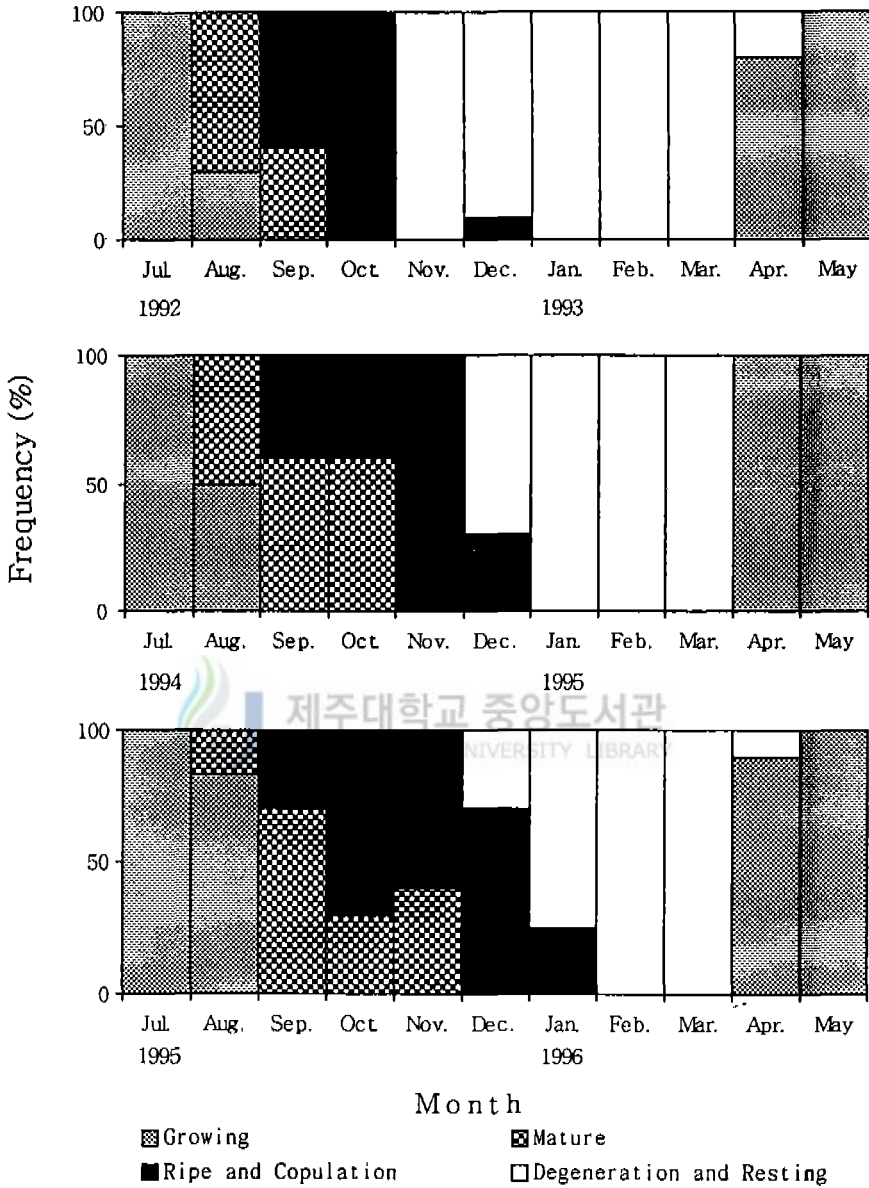 100
50
0
Jul. Aug. Sep. Oct. Nov. Dec. Jan. Feb. Mar. Apr. May
1992 1993
Frequency (%)
100
50
0
Jul. Aug. Sep. Oct. Nov. Dec. Jan. Feb. Mar. Apr. May
1994 1995
제주대학교 중앙도서관
NIVERSITY LIBRARY
100
50
0
Jul. Aug. Sep. Oct. Nov. Dec. Jan. Feb. Mar. Apr. May
1995 1996
Month
Growing Mature
Ripe and Copulation Degeneration and Resting